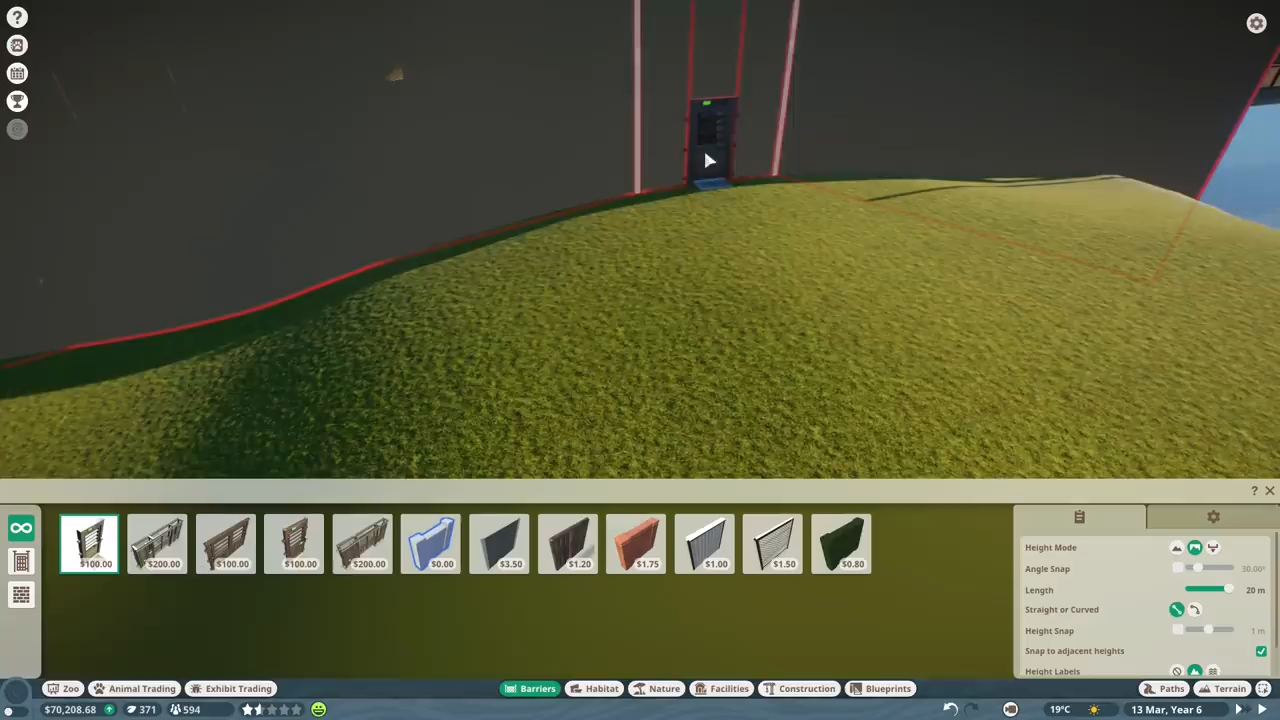 ?
? 
$100.00 $200.00 $100.00 $100.00 $200.00 $0.00 $3.50 $1.20 $1.75 $1.00 $1.50 $0.80
Height Mode
Angle Snap 30.00°
Length 20 m
Straight or Curved
Height Snap 1 m
Snap to adjacent heights
Height Labels
Zoo Animal Trading Exhibit Trading Barriers Habitat Nature Facilities Construction Blueprints Paths Terrain
$70,208.68 371 594 19°C 13 Mar, Year 6